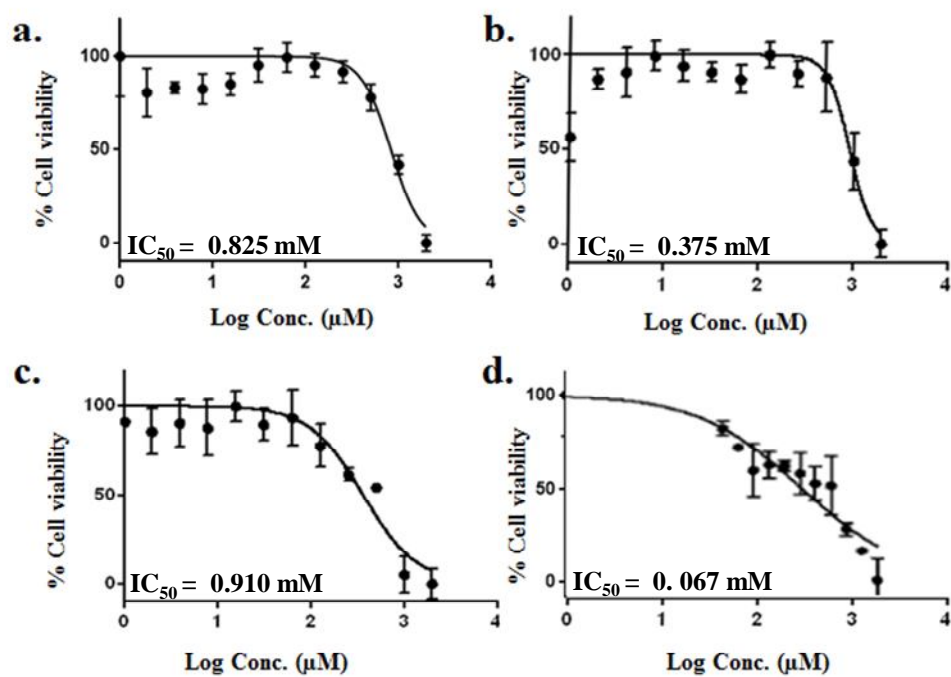 a.
% Cell viability
100
50
0
IC50 = 0.825 mM
0 1 2 3 4
Log Conc. (µM)
b.
% Cell viability
100
50
0
IC50 = 0.375 mM
0 1 2 3 4
Log Conc. (µM)
c.
% Cell viability
100
50
0
IC50 = 0.910 mM
0 1 2 3 4
Log Conc. (µM)
d.
% Cell viability
100
50
0
IC50 = 0. 067 mM
0 1 2 3 4
Log Conc. (µM)